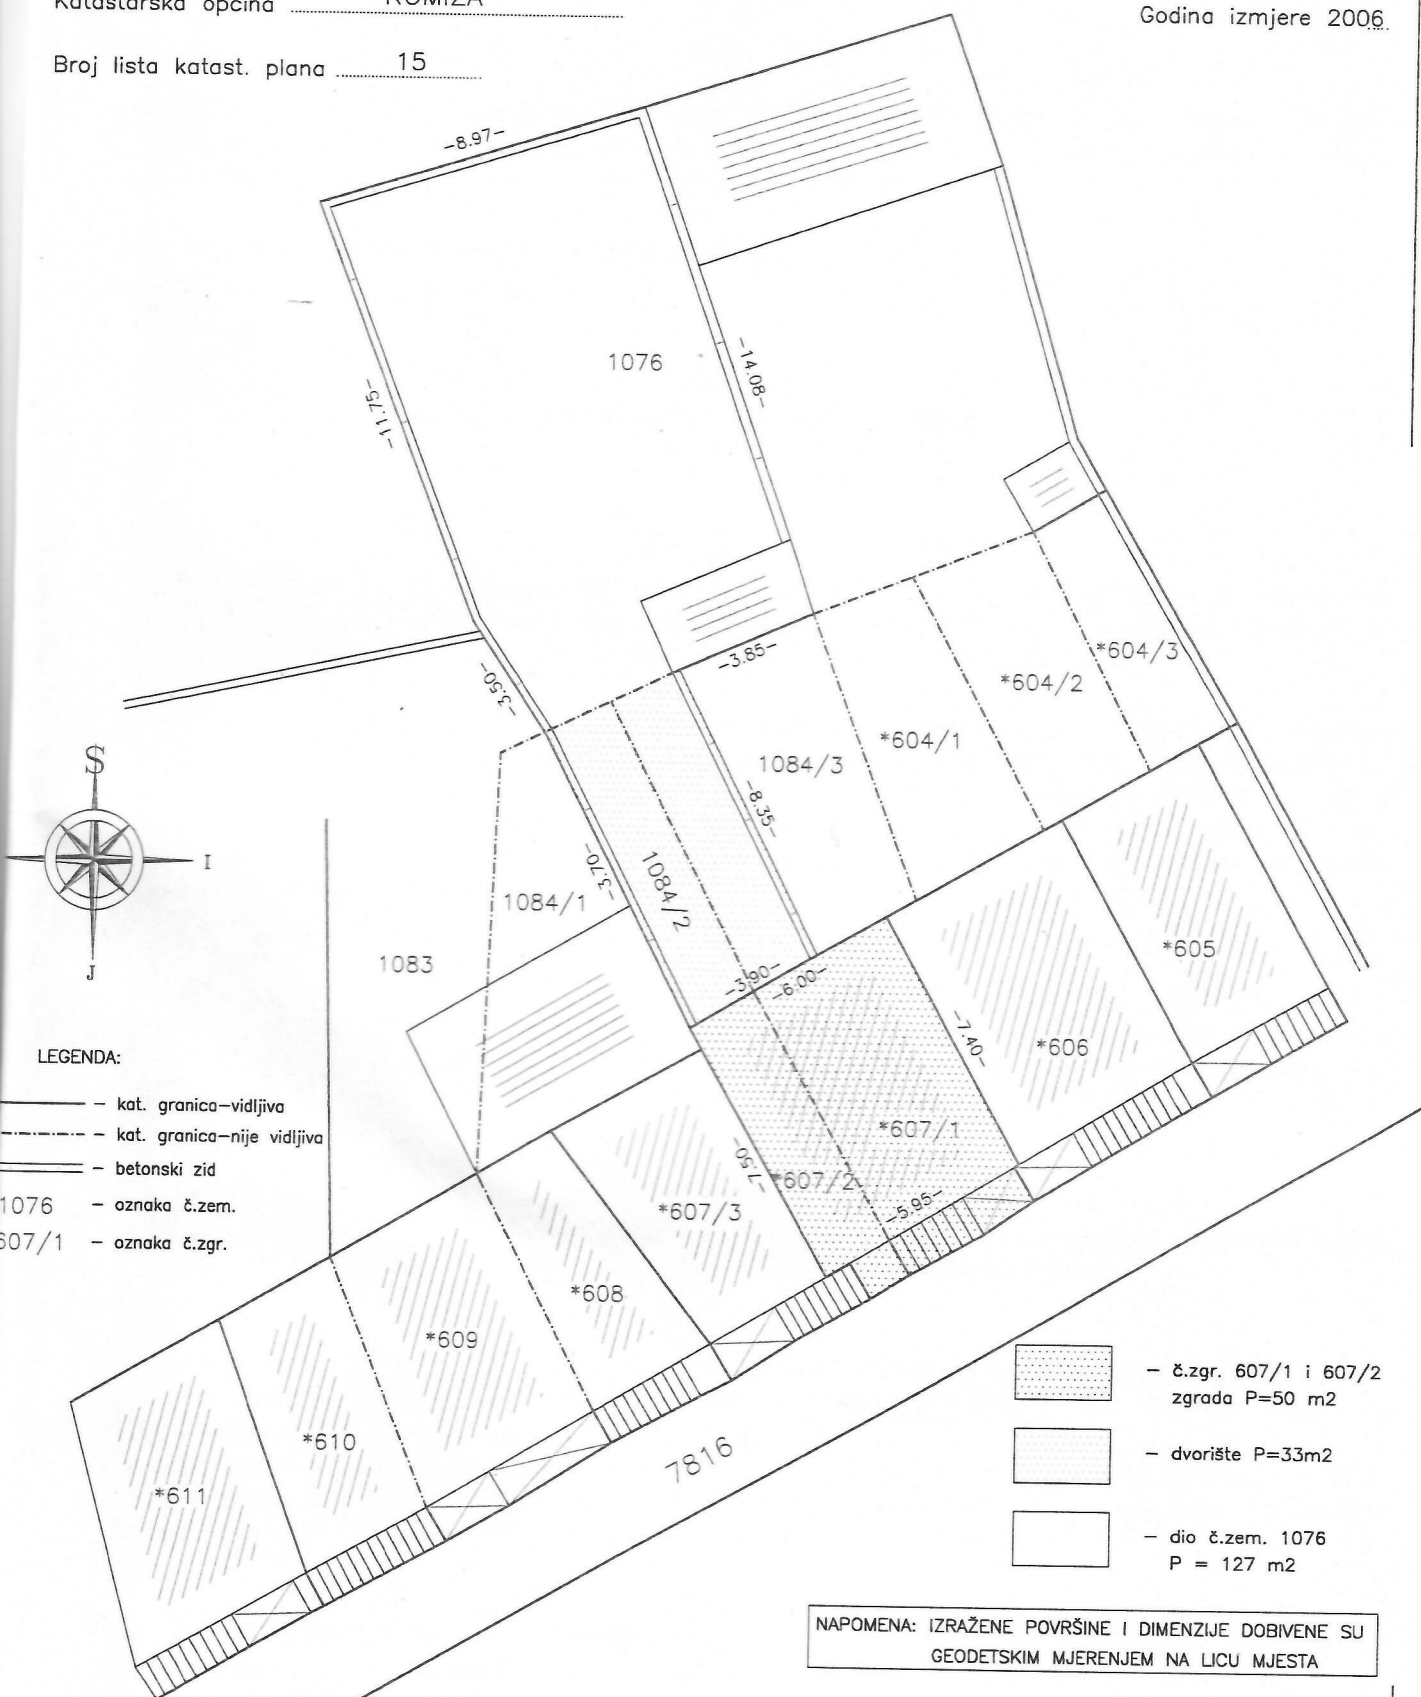 Katastarska općina KOMIŽA
Godina izmjere 2006.
Broj lista katast. plana 15
-8.97-
1076
-14.08-
-11.75-
-3.50-
-3.85-
*604/3
*604/2
*604/1
1084/3
-8.35-
S
I
J
-3.70-
1084/2
1084/1
1083
*605
-3.90-
-6.00-
-7.40-
*606
*607/1
-7.50-
*607/2
-5.95-
*607/3
*608
*609
*610
*611
7816
LEGENDA:
– kat. granica–vidljiva
– kat. granica–nije vidljiva
– betonski zid
1076 – oznaka č.zem.
607/1 – oznaka č.zgr.
– č.zgr. 607/1 i 607/2
zgrada P=50 m2
– dvorište P=33m2
– dio č.zem. 1076
P = 127 m2
NAPOMENA: IZRAŽENE POVRŠINE I DIMENZIJE DOBIVENE SU
GEODETSKIM MJERENJEM NA LICU MJESTA